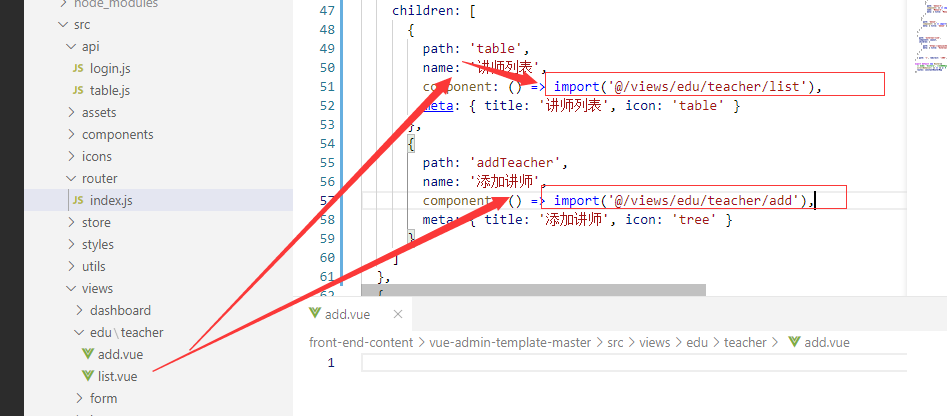 node_modules
src
api
JS login.js
JS table.js
assets
components
icons
router
JS index.js
store
styles
utils
views
dashboard
edu\teacher
add.vue
list.vue
form
47 children: [
48 {
49 path: 'table',
50 name: '讲师列表',
51 component: () => import('@/views/edu/teacher/list'),
52 meta: { title: '讲师列表', icon: 'table' }
53 },
54 {
55 path: 'addTeacher',
56 name: '添加讲师',
57 component: () => import('@/views/edu/teacher/add'),
58 meta: { title: '添加讲师', icon: 'tree' }
59 }
60 ]
61 },
62 {
add.vue
front-end-content > vue-admin-template-master > src > views > edu > teacher > add.vue
1